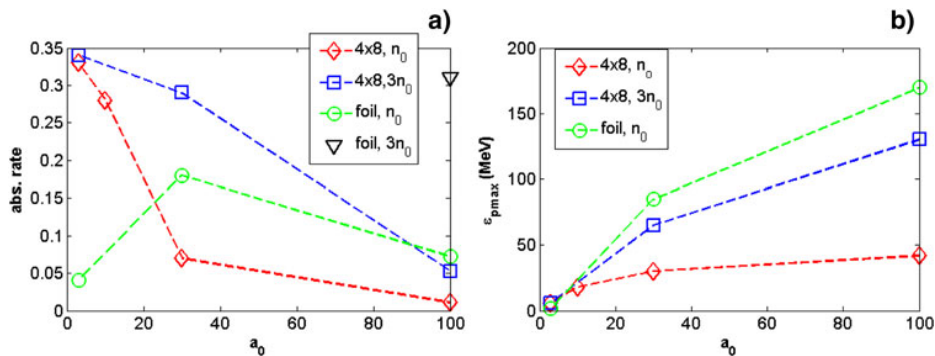 a)
abs. rate
0.35
0.3
0.25
0.2
0.15
0.1
0.05
0
0 20 40 60 80 100
a₀
4x8, n₀
4x8,3n₀
foil, n₀
foil, 3n₀
b)
εpmax (MeV)
200
150
100
50
0
0 20 40 60 80 100
a₀
4x8, n₀
4x8, 3n₀
foil, n₀